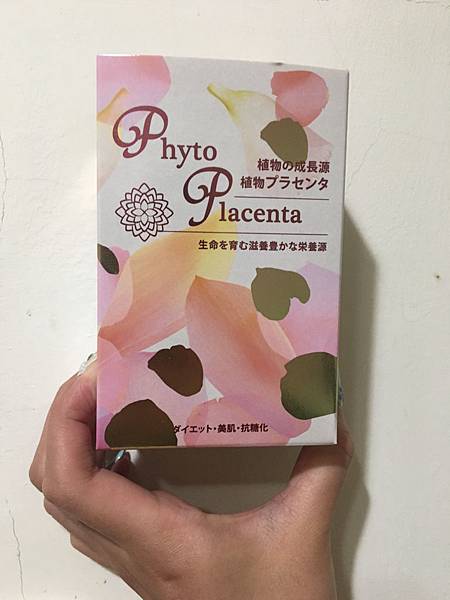 Phyto
植物の成長源
植物プラセンタ
Placenta
生命を育む滋養豊かな栄養源
ダイエット・美肌・抗糖化